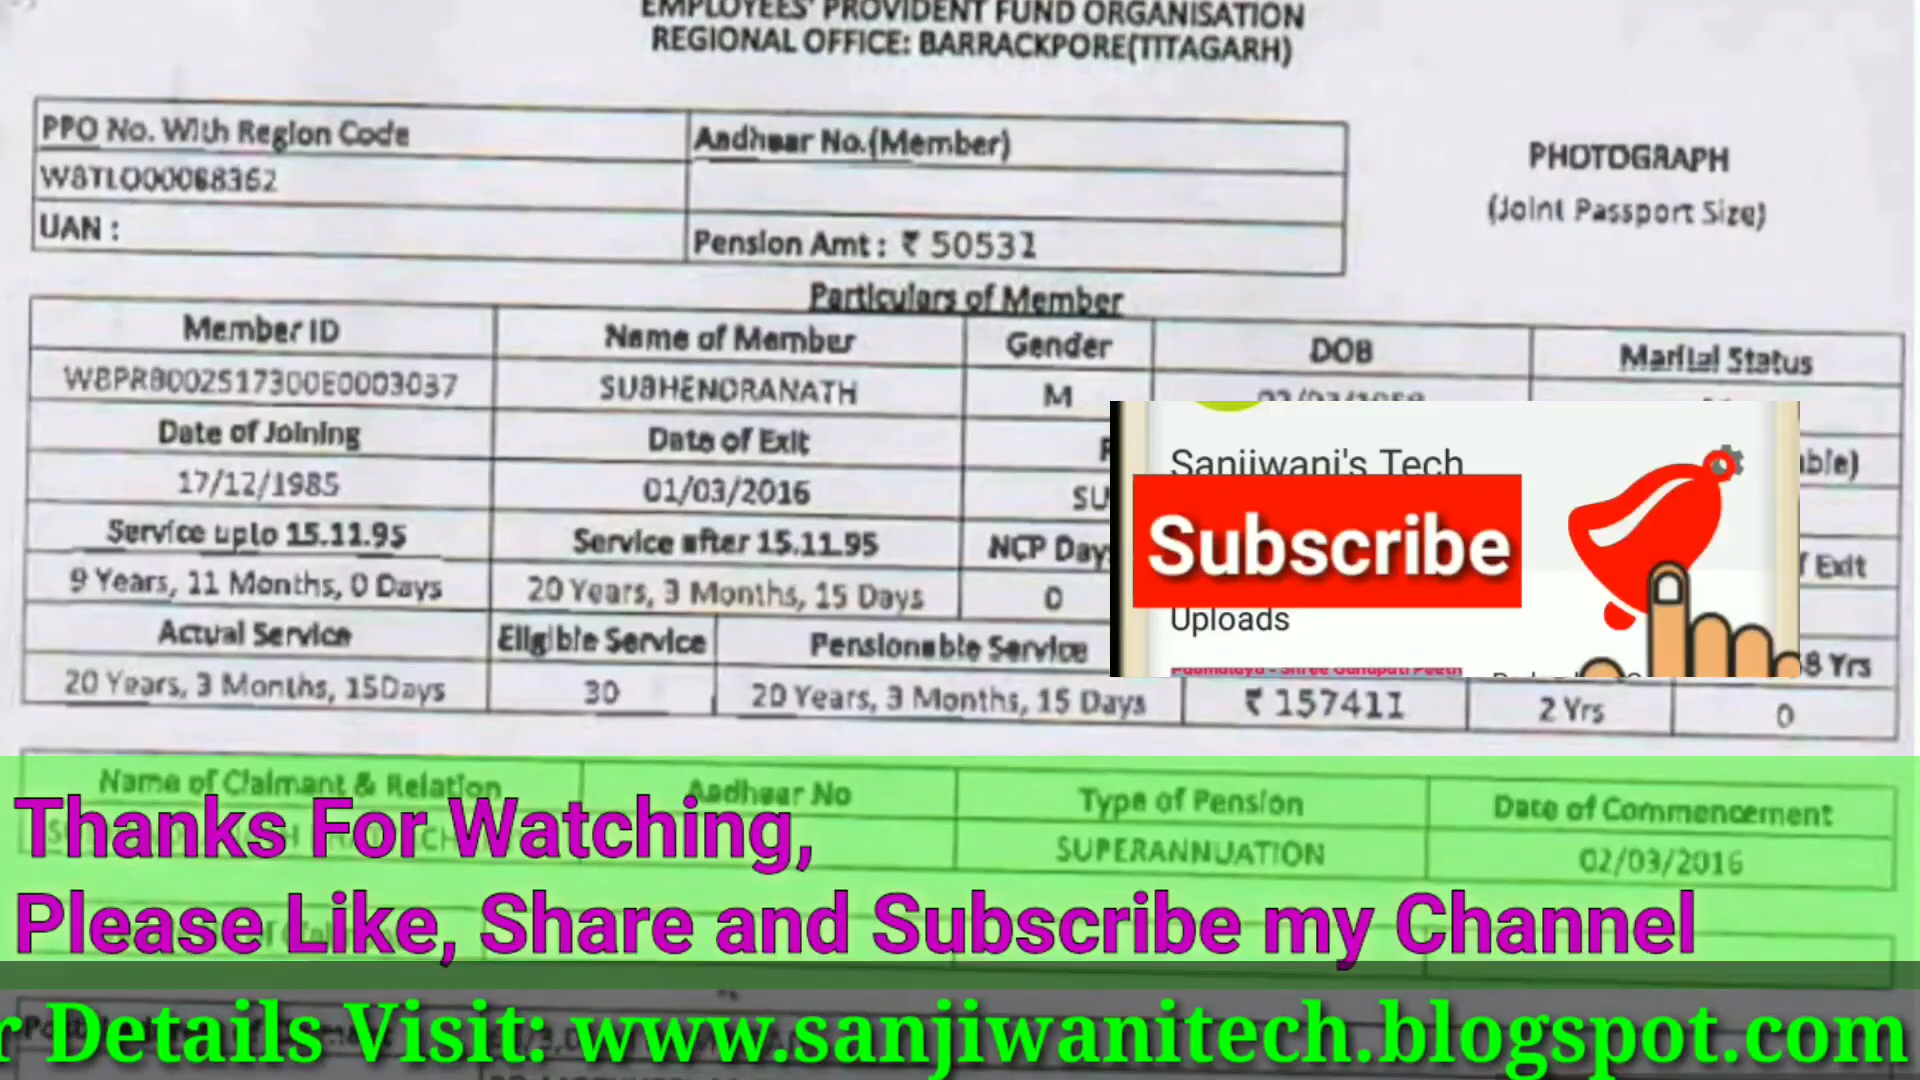 EMPLOYEES' PROVIDENT FUND ORGANISATION
REGIONAL OFFICE: BARRACKPORE(TITAGARH)
PPO No. With Region Code
Aadhaar No.(Member)
PHOTOGRAPH
(Joint Passport Size)
UAN :
Pension Amt : ₹ 50531
Particulars of Member
Member ID Name of Member Gender DOB Marital Status
SUBHENDRANATH M
Date of Joining Date of Exit
17/12/1985 01/03/2016 SU
Service upto 15.11.95 Service after 15.11.95 NCP Day f Exit
9 Years, 11 Months, 0 Days 20 Years, 3 Months, 15 Days 0
Actual Service Eligible Service Pensionable Service 8 Yrs
20 Years, 3 Months, 15Days 30 20 Years, 3 Months, 15 Days ₹ 157411 2 Yrs 0
Sanjiwani's Tech
Subscribe
Uploads
Name of Claimant & Relation Aadhaar No Type of Pension Date of Commencement
SUPERANNUATION 02/03/2016
Thanks For Watching,
Please Like, Share and Subscribe my Channel
r Details Visit: www.sanjiwanitech.blogspot.com